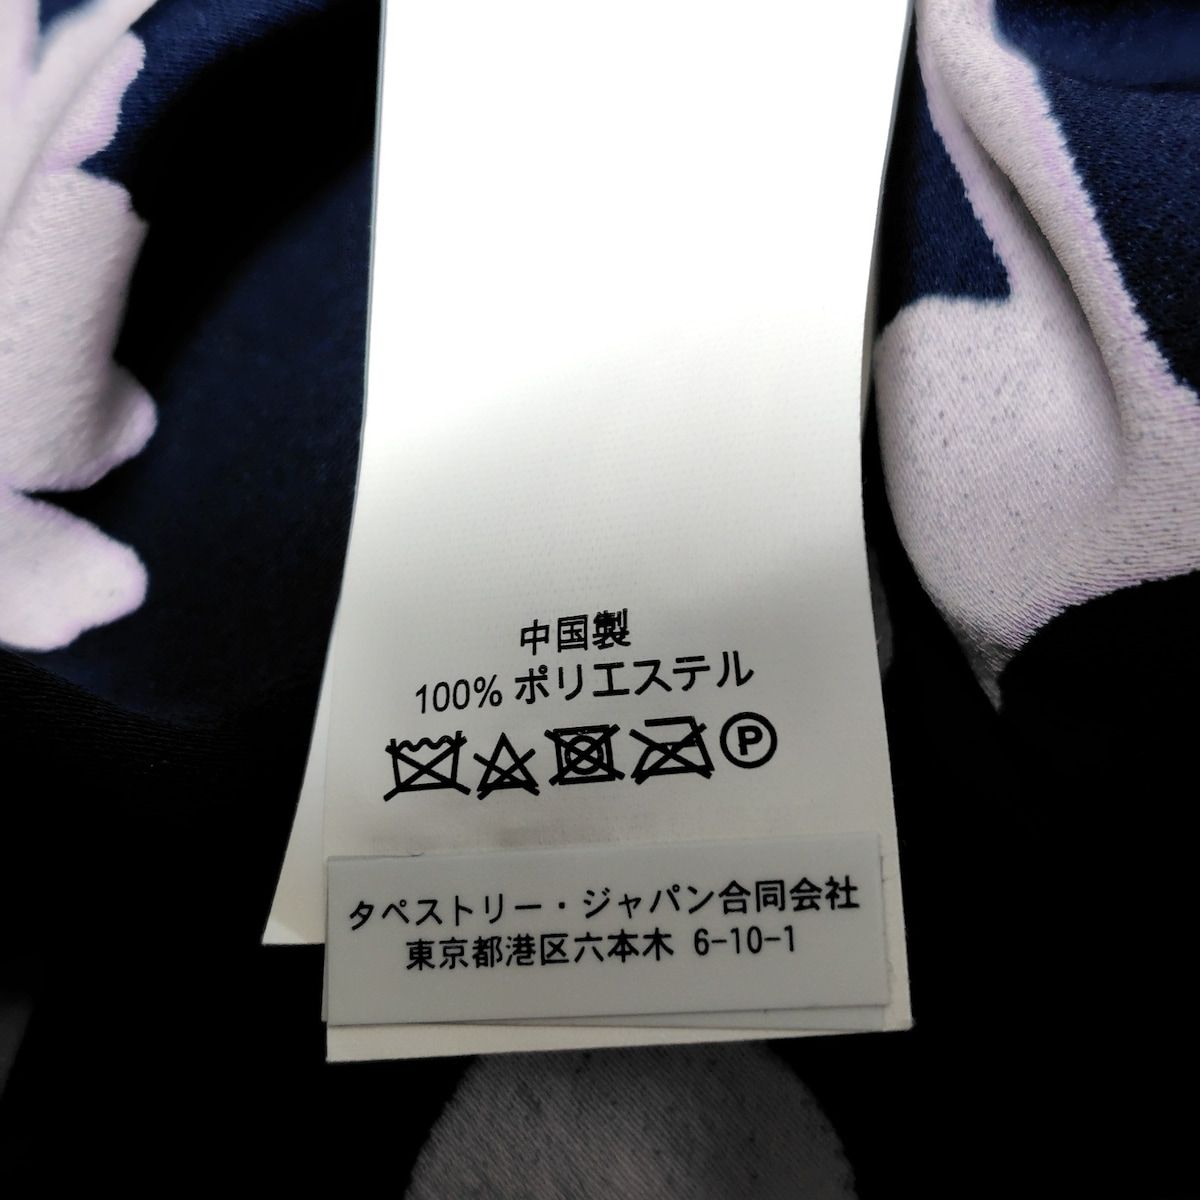 中国製
100% ポリエステル
P
タペストリー・ジャパン合同会社
東京都港区六本木 6-10-1